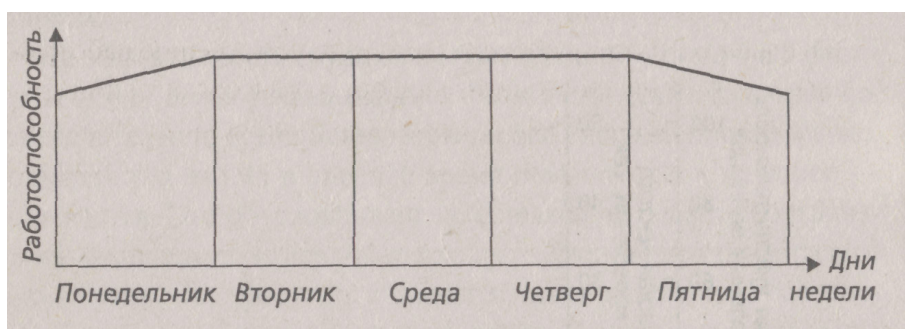 Работоспособность
Дни
Понедельник Вторник Среда Четверг Пятница недели